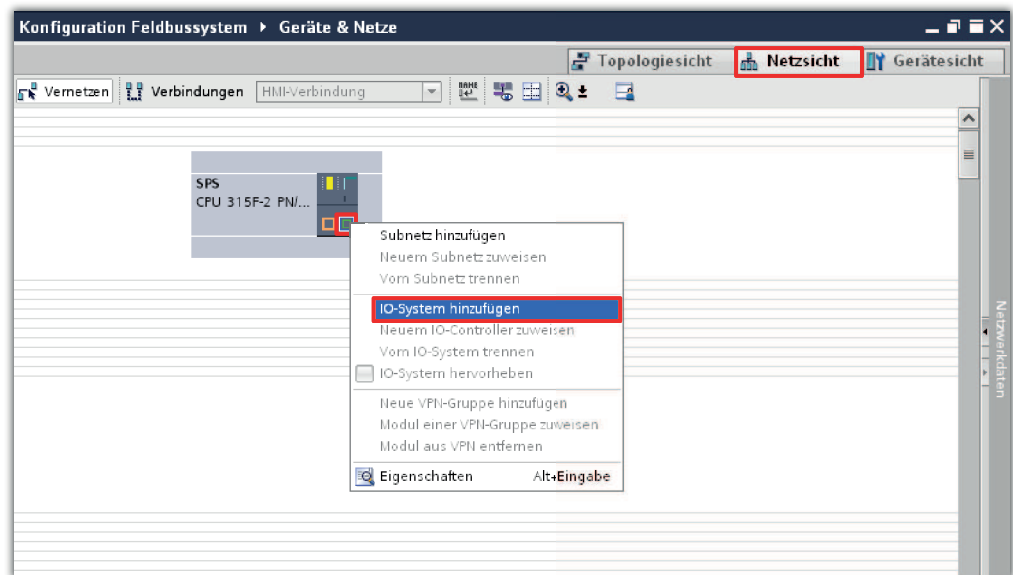 Konfiguration Feldbussystem ▸ Geräte & Netze
Topologiesicht Netzsicht Gerätesicht
Vernetzen Verbindungen HMI-Verbindung
SPS
CPU 315F-2 PN/...
Subnetz hinzufügen
Neuem Subnetz zuweisen
Vom Subnetz trennen
IO-System hinzufügen
Neuem IO-Controller zuweisen
Vom IO-System trennen
IO-System hervorheben
Neue VPN-Gruppe hinzufügen
Modul einer VPN-Gruppe zuweisen
Modul aus VPN entfernen
Eigenschaften Alt+Eingabe
Netzwerkdaten